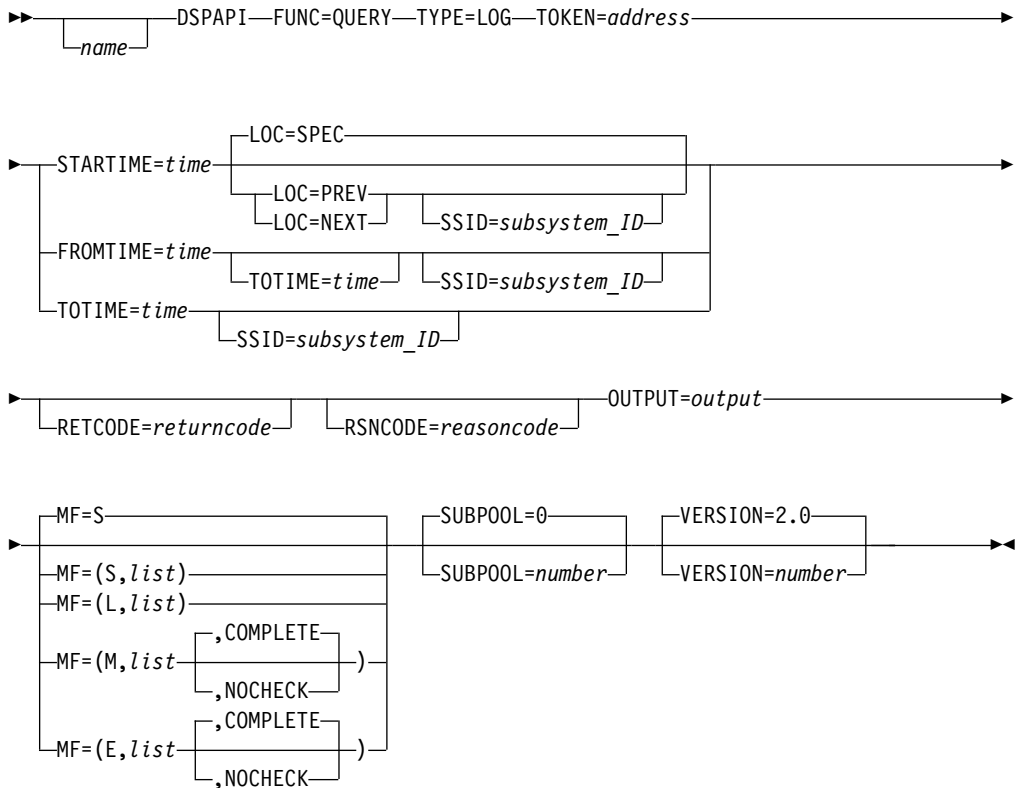 DSPAPI FUNC=QUERY TYPE=LOG TOKEN=address
name
LOC=SPEC
STARTIME=time
LOC=PREV
LOC=NEXT SSID=subsystem_ID
FROMTIME=time
TOTIME=time SSID=subsystem_ID
TOTIME=time
SSID=subsystem_ID
OUTPUT=output
RETCODE=returncode RSNCODE=reasoncode
MF=S SUBPOOL=0 VERSION=2.0
MF=(S,list) SUBPOOL=number VERSION=number
MF=(L,list)
,COMPLETE
MF=(M,list )
,NOCHECK
,COMPLETE
MF=(E,list )
,NOCHECK